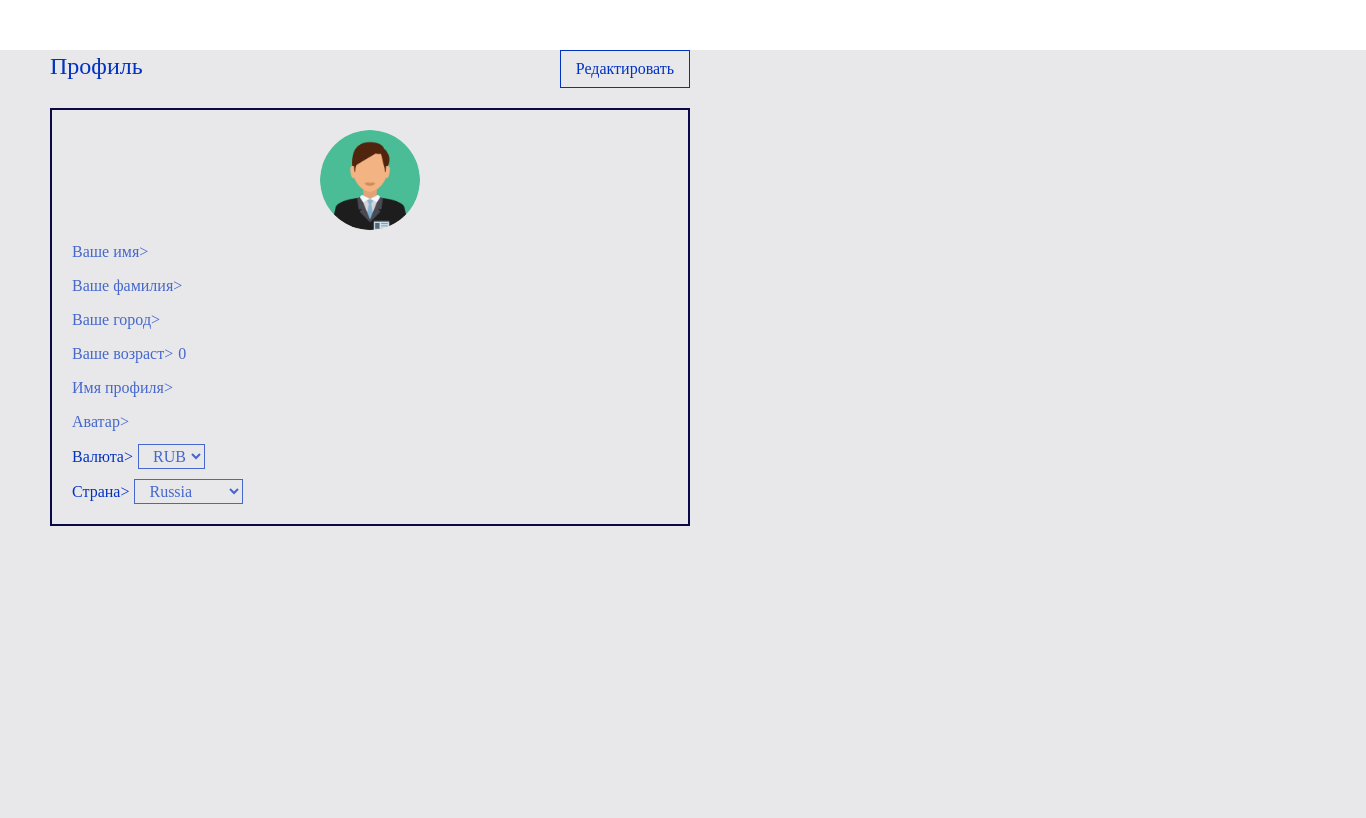 Профиль
Редактировать
Ваше имя>
Ваше фамилия>
Ваше город>
Ваше возраст> 0
Имя профиля>
Аватар>
Валюта> RUB
Страна> Russia